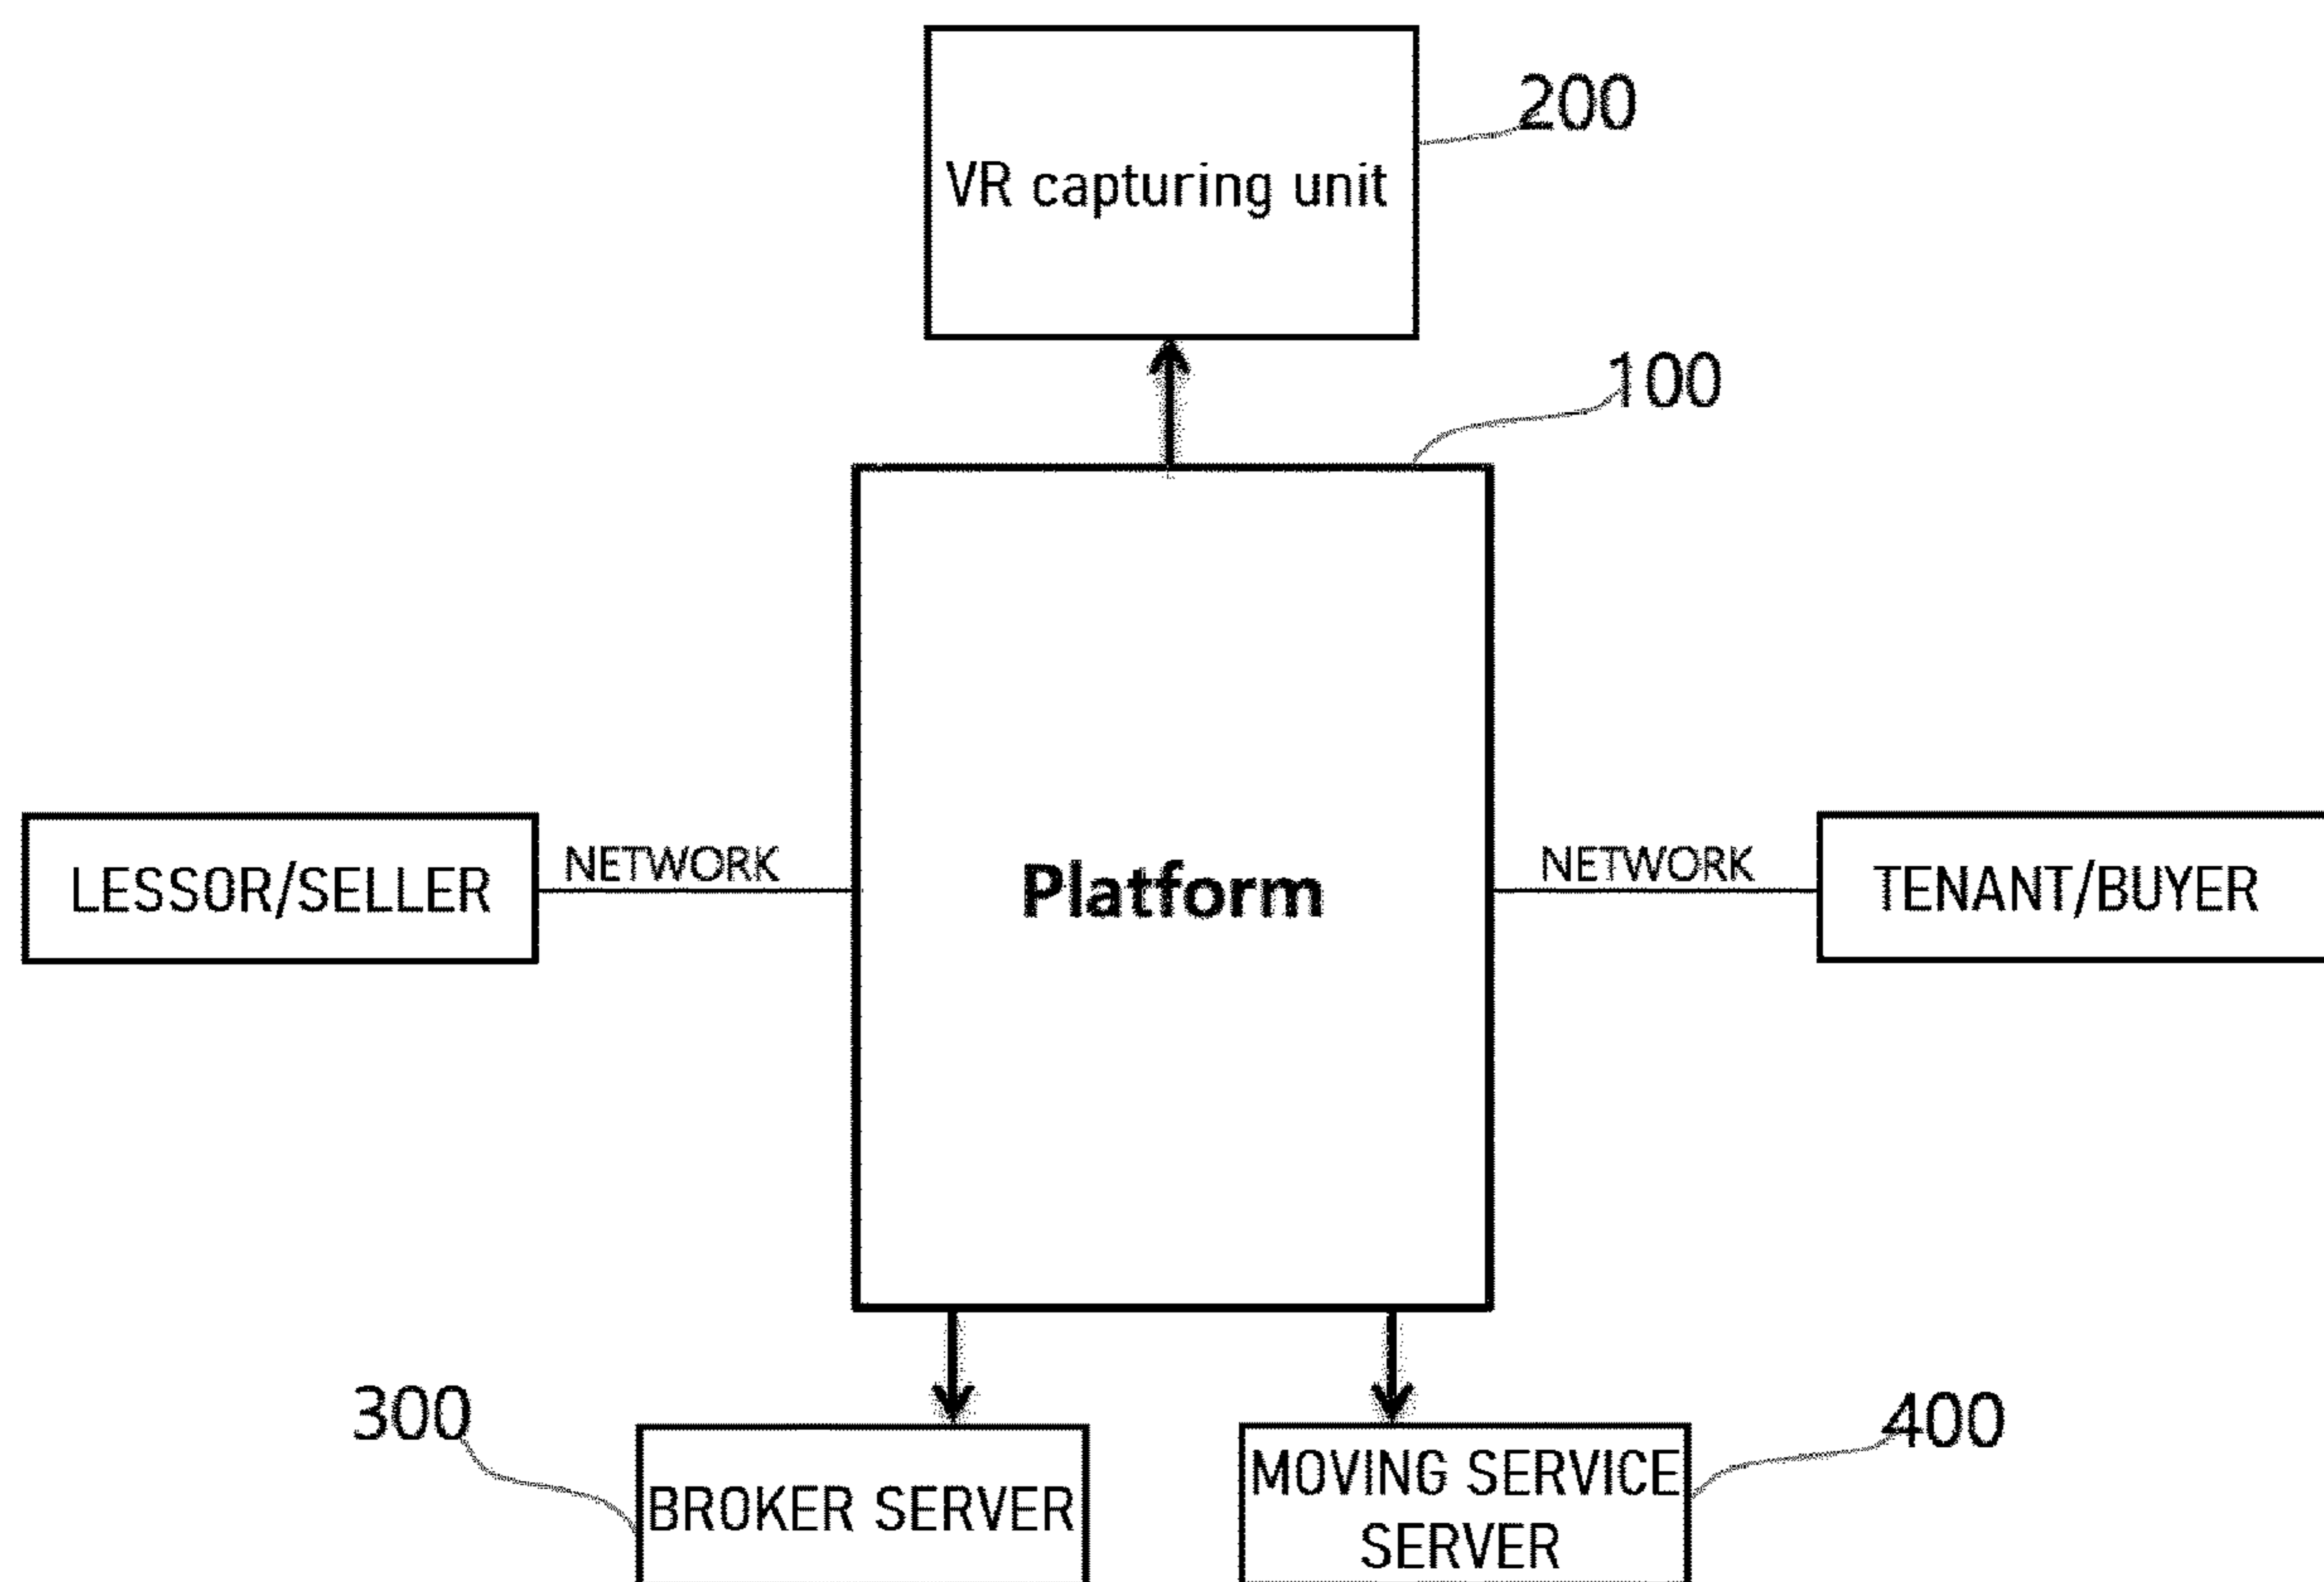 200
VR capturing unit
100
LESSOR/SELLER
NETWORK
Platform
NETWORK
TENANT/BUYER
300
BROKER SERVER
400
MOVING SERVICE
SERVER